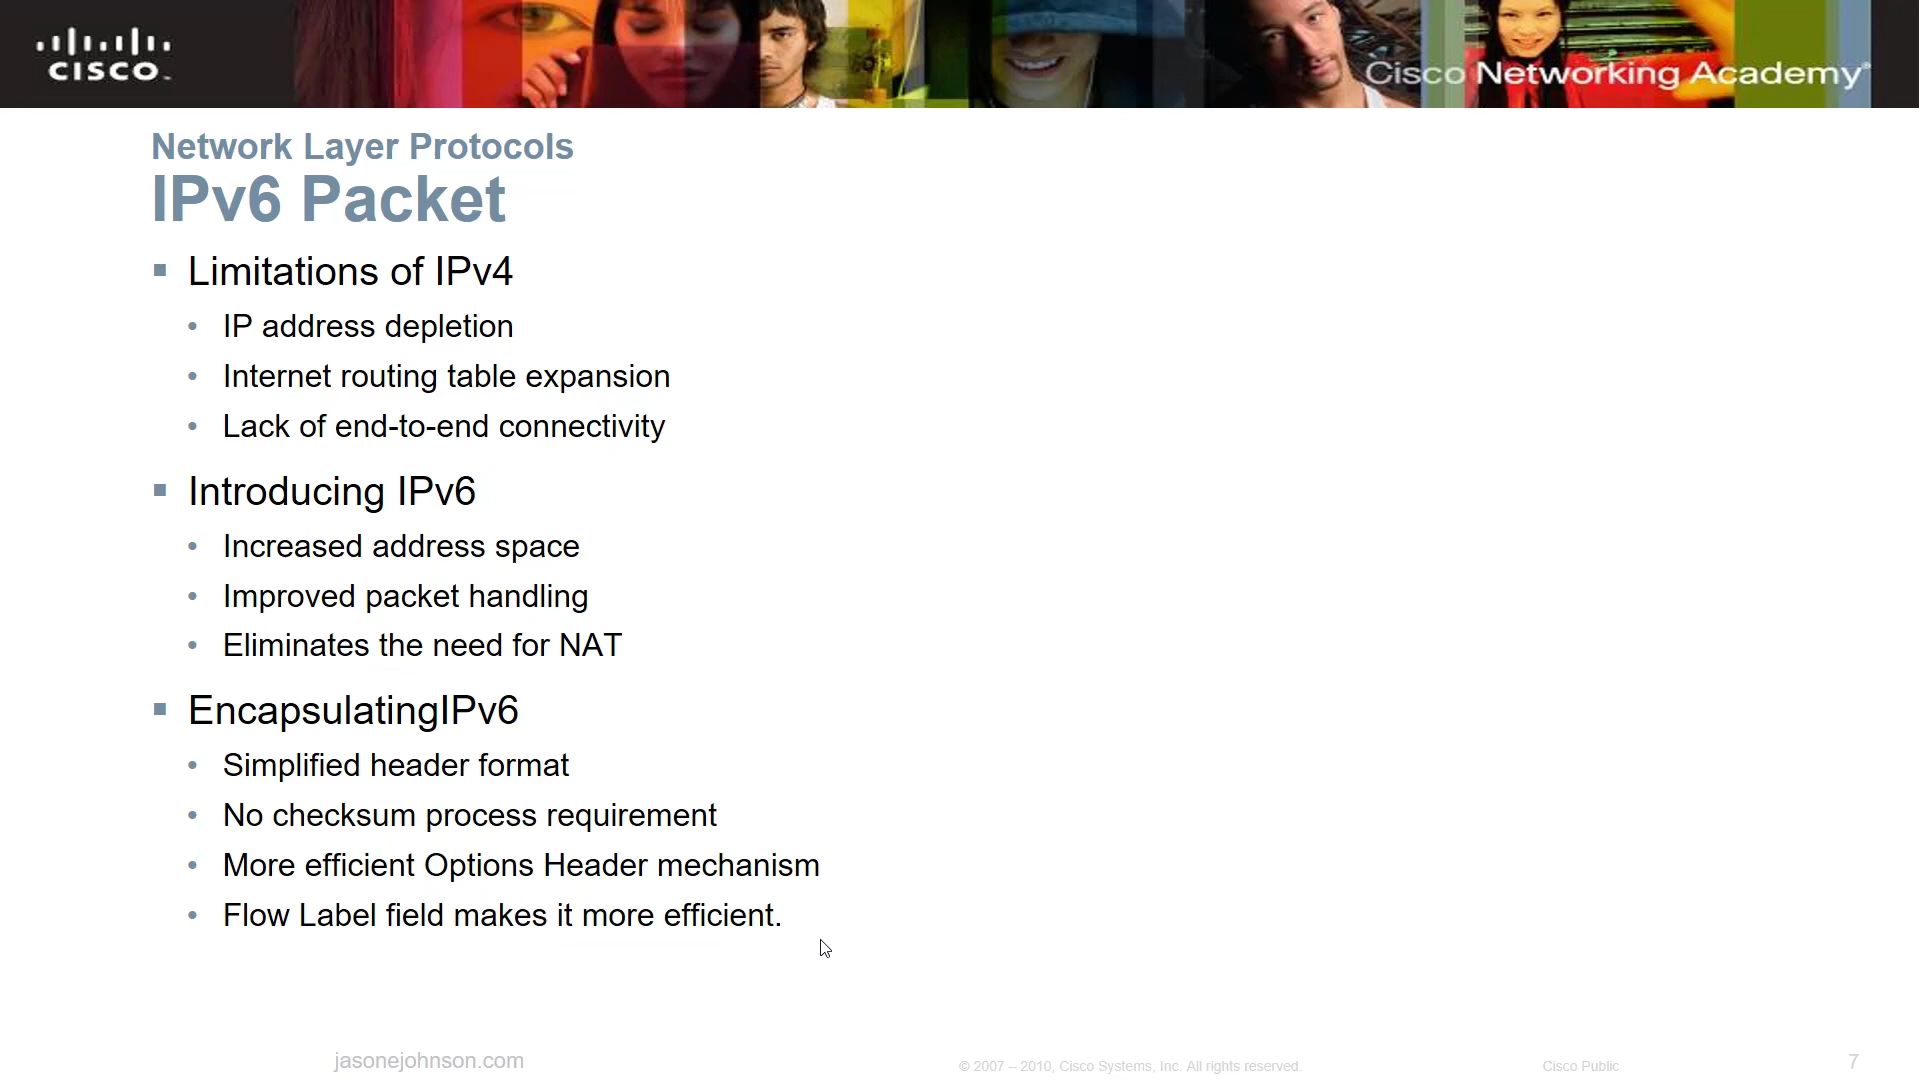 CISCO
Cisco Networking Academy®
Network Layer Protocols
IPv6 Packet
Limitations of IPv4
IP address depletion
Internet routing table expansion
Lack of end-to-end connectivity
Introducing IPv6
Increased address space
Improved packet handling
Eliminates the need for NAT
EncapsulatingIPv6
Simplified header format
No checksum process requirement
More efficient Options Header mechanism
Flow Label field makes it more efficient.
jasonejohnson.com
© 2007 – 2010, Cisco Systems, Inc. All rights reserved.
Cisco Public
7